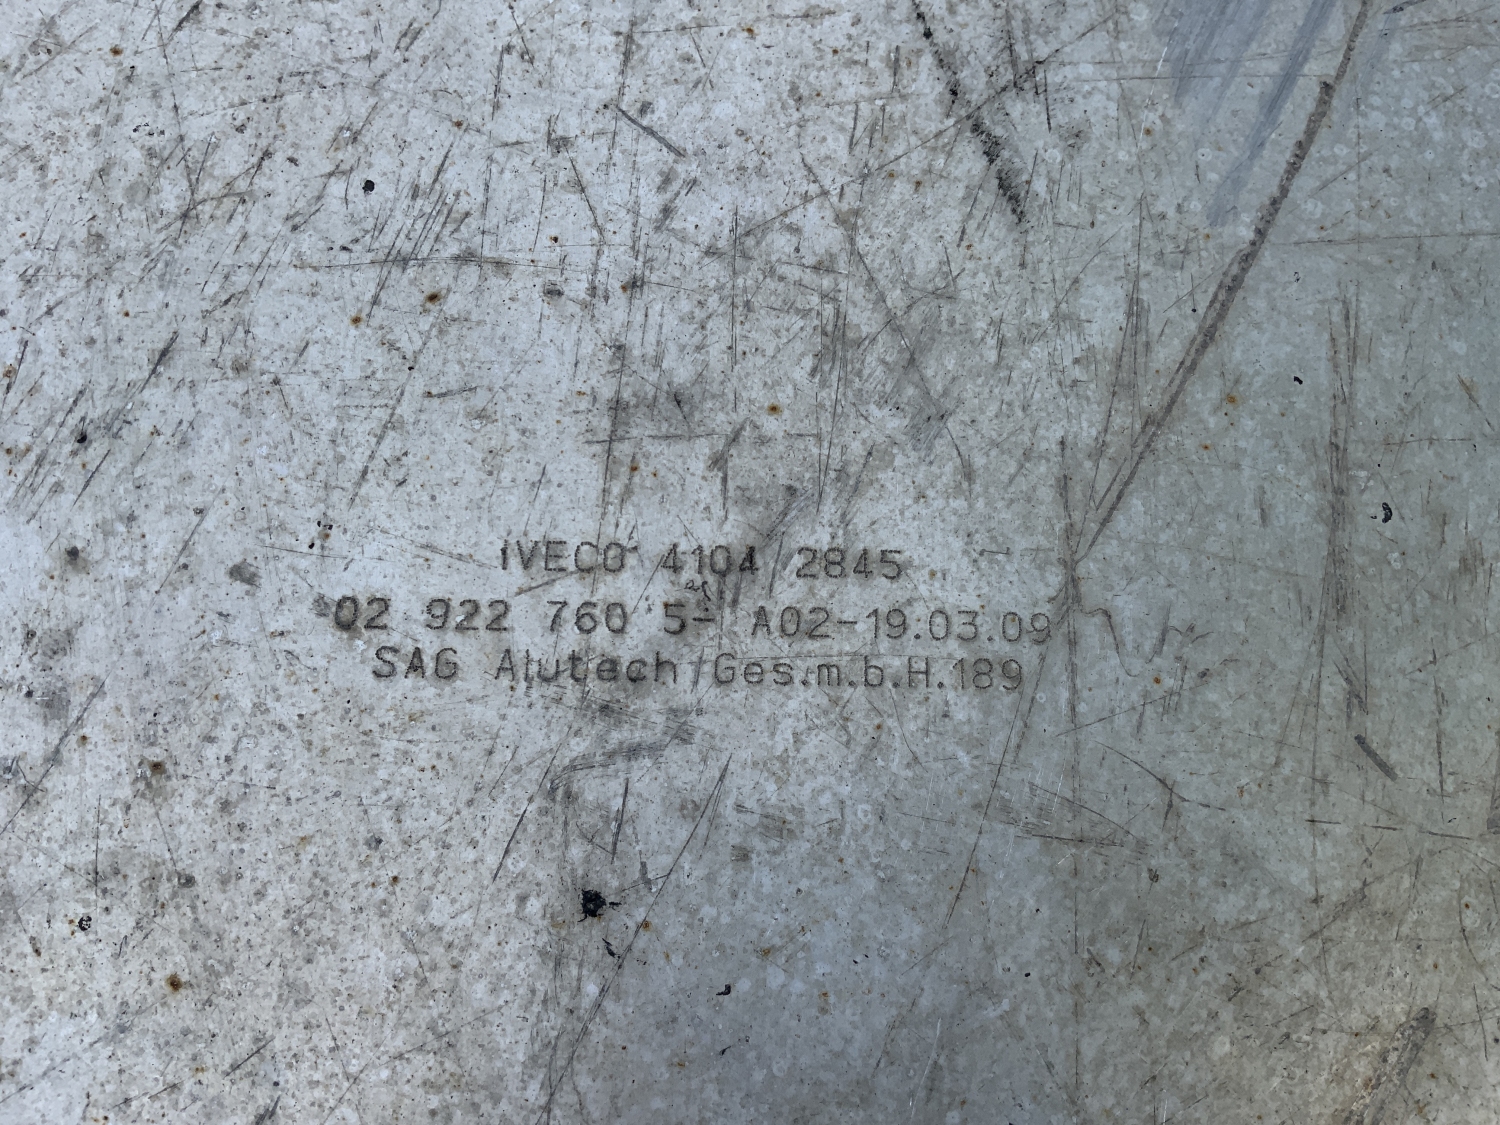 IVECO 4104 2845
02 922 760 5- A02-19.03.09
SAG Alutech Ges.m.b.H.189